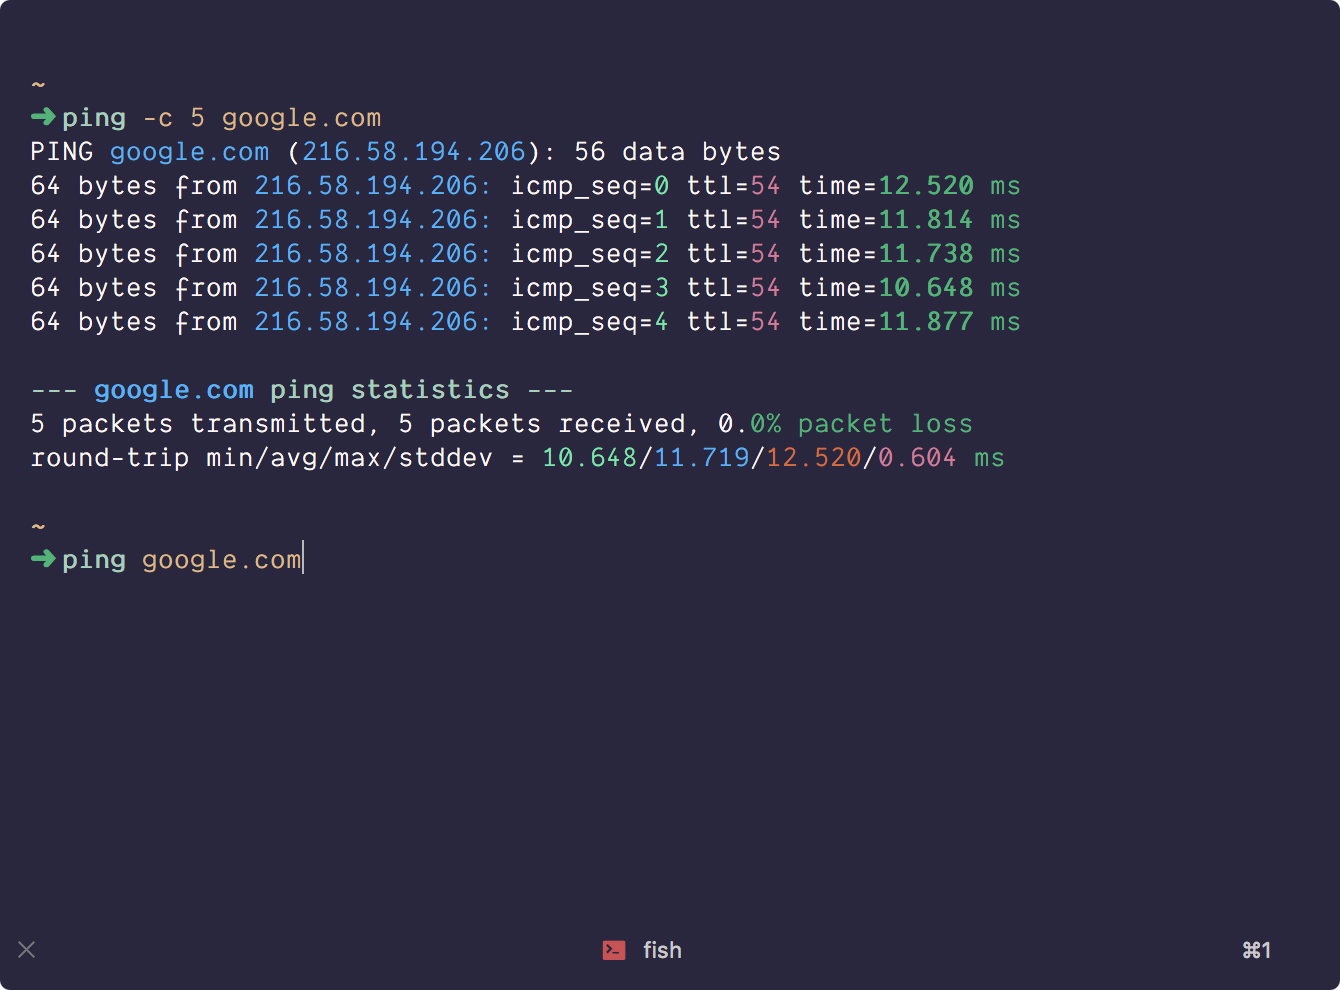 ~
➜ ping -c 5 google.com
PING google.com (216.58.194.206): 56 data bytes
64 bytes from 216.58.194.206: icmp_seq=0 ttl=54 time=12.520 ms
64 bytes from 216.58.194.206: icmp_seq=1 ttl=54 time=11.814 ms
64 bytes from 216.58.194.206: icmp_seq=2 ttl=54 time=11.738 ms
64 bytes from 216.58.194.206: icmp_seq=3 ttl=54 time=10.648 ms
64 bytes from 216.58.194.206: icmp_seq=4 ttl=54 time=11.877 ms
--- google.com ping statistics ---
5 packets transmitted, 5 packets received, 0.0% packet loss
round-trip min/avg/max/stddev = 10.648/11.719/12.520/0.604 ms
~
➜ ping google.com
fish ⌘1